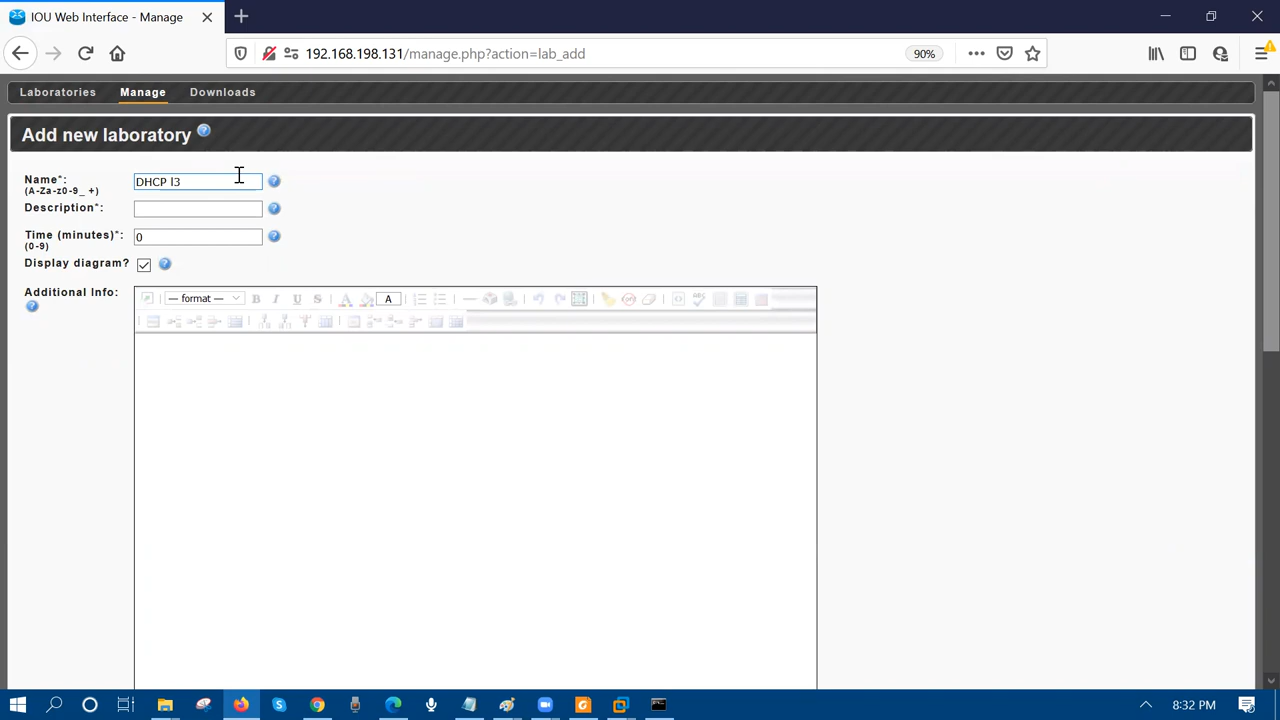 IOU Web Interface - Manage
192.168.198.131/manage.php?action=lab_add
90%
Laboratories Manage Downloads
Add new laboratory
Name*: DHCP l3
(A-Za-z0-9_ +)
Description*:
Time (minutes)*: 0
(0-9)
Display diagram?
Additional Info:
— format — B I U S A A
8:32 PM